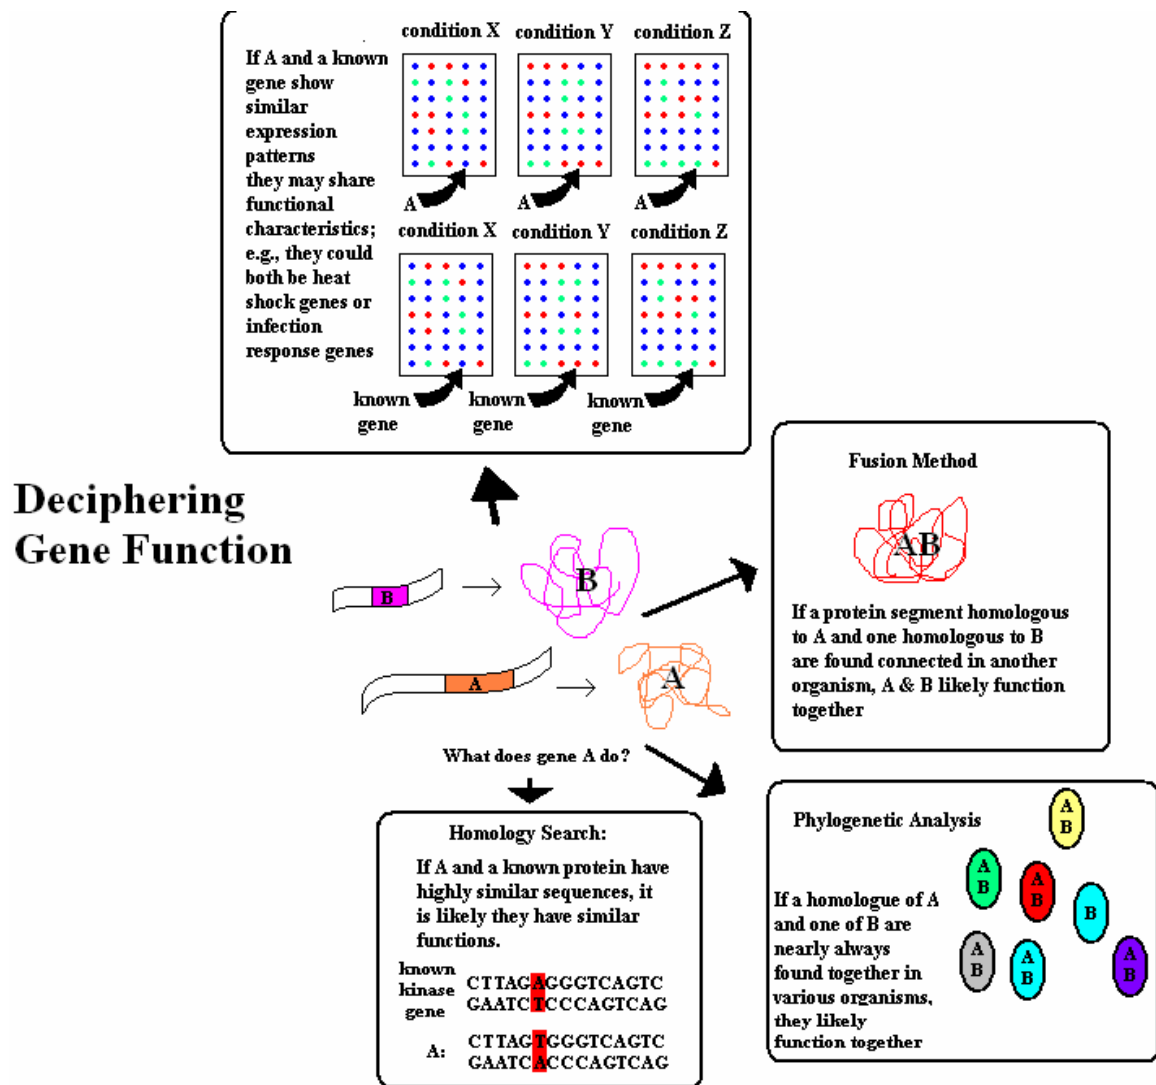 condition X condition Y condition Z
If A and a known
gene show
similar
expression
patterns
they may share
functional
characteristics;
e.g., they could
both be heat
shock genes or
infection
response genes
A A A
condition X condition Y condition Z
known gene
known gene
known gene
Deciphering
Gene Function
B
B
A
A
What does gene A do?
Fusion Method
AB
If a protein segment homologous
to A and one homologous to B
are found connected in another
organism, A & B likely function
together
Homology Search:
If A and a known protein have
highly similar sequences, it
is likely they have similar
functions.
known
kinase
gene
CTTAGAGGGTCAGTC
GAATCTCCCAGTCAG
A:
CTTAGTGGGTCAGTC
GAATCACCCAGTCAG
Phylogenetic Analysis
A
B
A
B
A
B
B
A
B
A
B
A
B
If a homologue of A
and one of B are
nearly always
found together in
various organisms,
they likely
function together